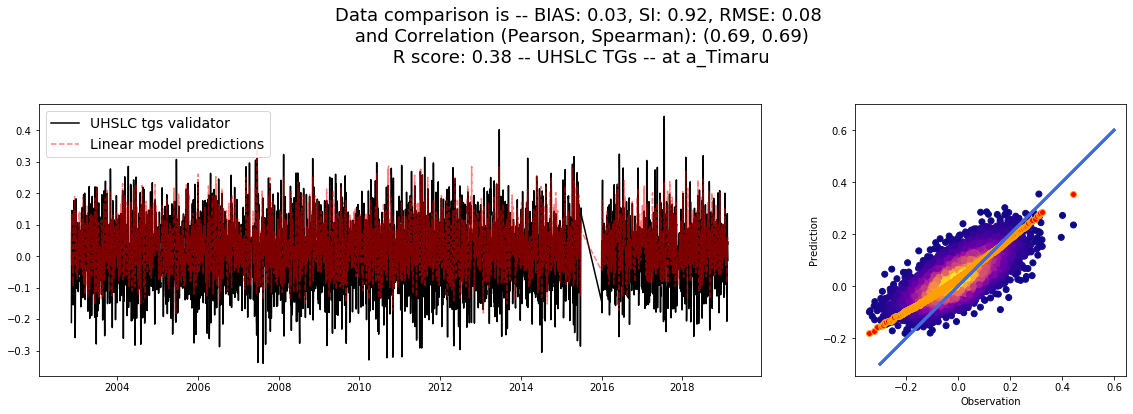 Data comparison is -- BIAS: 0.03, SI: 0.92, RMSE: 0.08
and Correlation (Pearson, Spearman): (0.69, 0.69)
R score: 0.38 -- UHSLC TGs -- at a_Timaru
UHSLC tgs validator
Linear model predictions
0.4
0.3
0.2
0.1
0.0
−0.1
−0.2
−0.3
2004 2006 2008 2010 2012 2014 2016 2018
Prediction
0.6
0.4
0.2
0.0
−0.2
−0.2 0.0 0.2 0.4 0.6
Observation